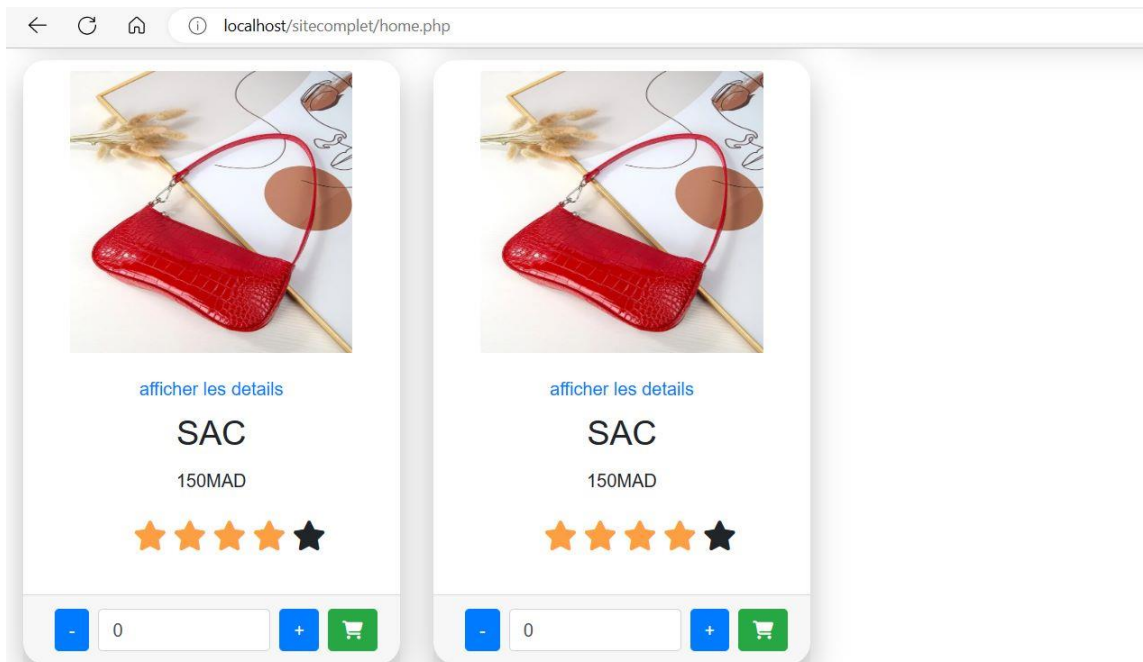 localhost/sitecomplet/home.php
afficher les details
SAC
150MAD
- 0 +
afficher les details
SAC
150MAD
- 0 +